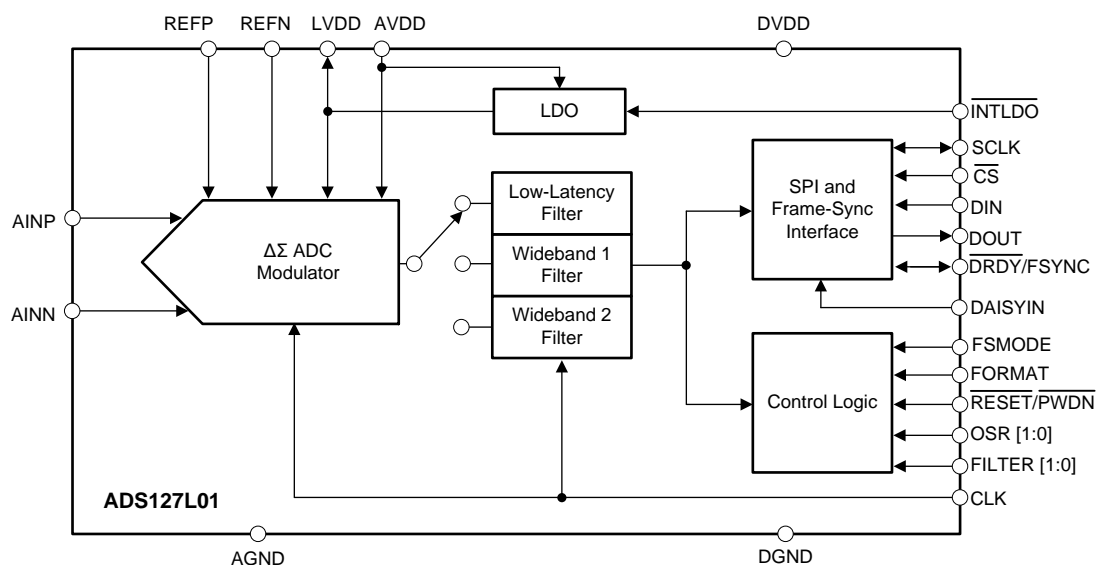 REFP REFN LVDD AVDD DVDD
LDO
INTLDO
SCLK
CS
DIN
DOUT
DRDY/FSYNC
DAISYIN
SPI and
Frame-Sync
Interface
Low-Latency
Filter
Wideband 1
Filter
Wideband 2
Filter
AINP
AINN
ΔΣ ADC
Modulator
Control Logic
FSMODE
FORMAT
RESET/PWDN
OSR [1:0]
FILTER [1:0]
CLK
ADS127L01
AGND DGND